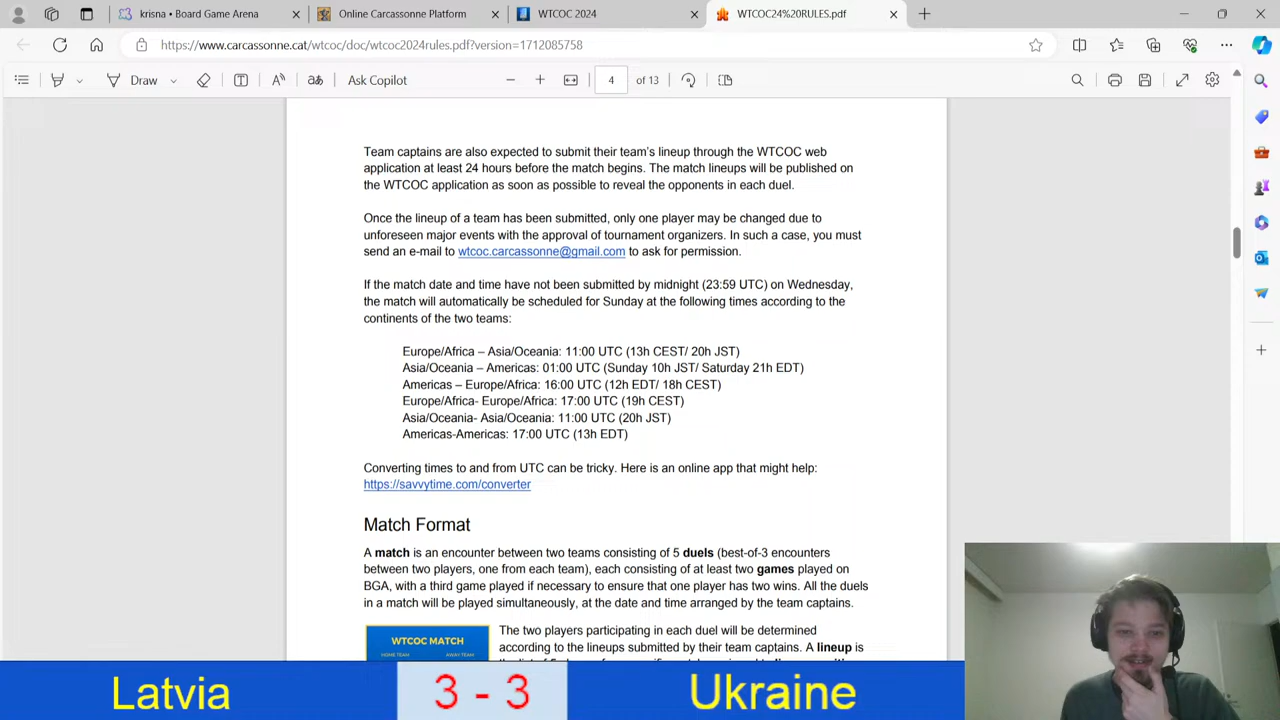 krisna • Board Game Arena
Online Carcassonne Platform
WTCOC 2024
WTCOC24%20RULES.pdf
https://www.carcassonne.cat/wtcoc/doc/wtcoc2024rules.pdf?version=1712085758
Draw
Ask Copilot
4 of 13
Team captains are also expected to submit their team's lineup through the WTCOC web
application at least 24 hours before the match begins. The match lineups will be published on
the WTCOC application as soon as possible to reveal the opponents in each duel.
Once the lineup of a team has been submitted, only one player may be changed due to
unforeseen major events with the approval of tournament organizers. In such a case, you must
send an e-mail to wtcoc.carcassonne@gmail.com to ask for permission.
If the match date and time have not been submitted by midnight (23:59 UTC) on Wednesday,
the match will automatically be scheduled for Sunday at the following times according to the
continents of the two teams:
Europe/Africa – Asia/Oceania: 11:00 UTC (13h CEST/ 20h JST)
Asia/Oceania – Americas: 01:00 UTC (Sunday 10h JST/ Saturday 21h EDT)
Americas – Europe/Africa: 16:00 UTC (12h EDT/ 18h CEST)
Europe/Africa- Europe/Africa: 17:00 UTC (19h CEST)
Asia/Oceania- Asia/Oceania: 11:00 UTC (20h JST)
Americas-Americas: 17:00 UTC (13h EDT)
Converting times to and from UTC can be tricky. Here is an online app that might help:
https://savvytime.com/converter
Match Format
A match is an encounter between two teams consisting of 5 duels (best-of-3 encounters
between two players, one from each team), each consisting of at least two games played on
BGA, with a third game played if necessary to ensure that one player has two wins. All the duels
in a match will be played simultaneously, at the date and time arranged by the team captains.
WTCOC MATCH
HOME TEAM AWAY TEAM
The two players participating in each duel will be determined
according to the lineups submitted by their team captains. A lineup is
Latvia 3 - 3 Ukraine